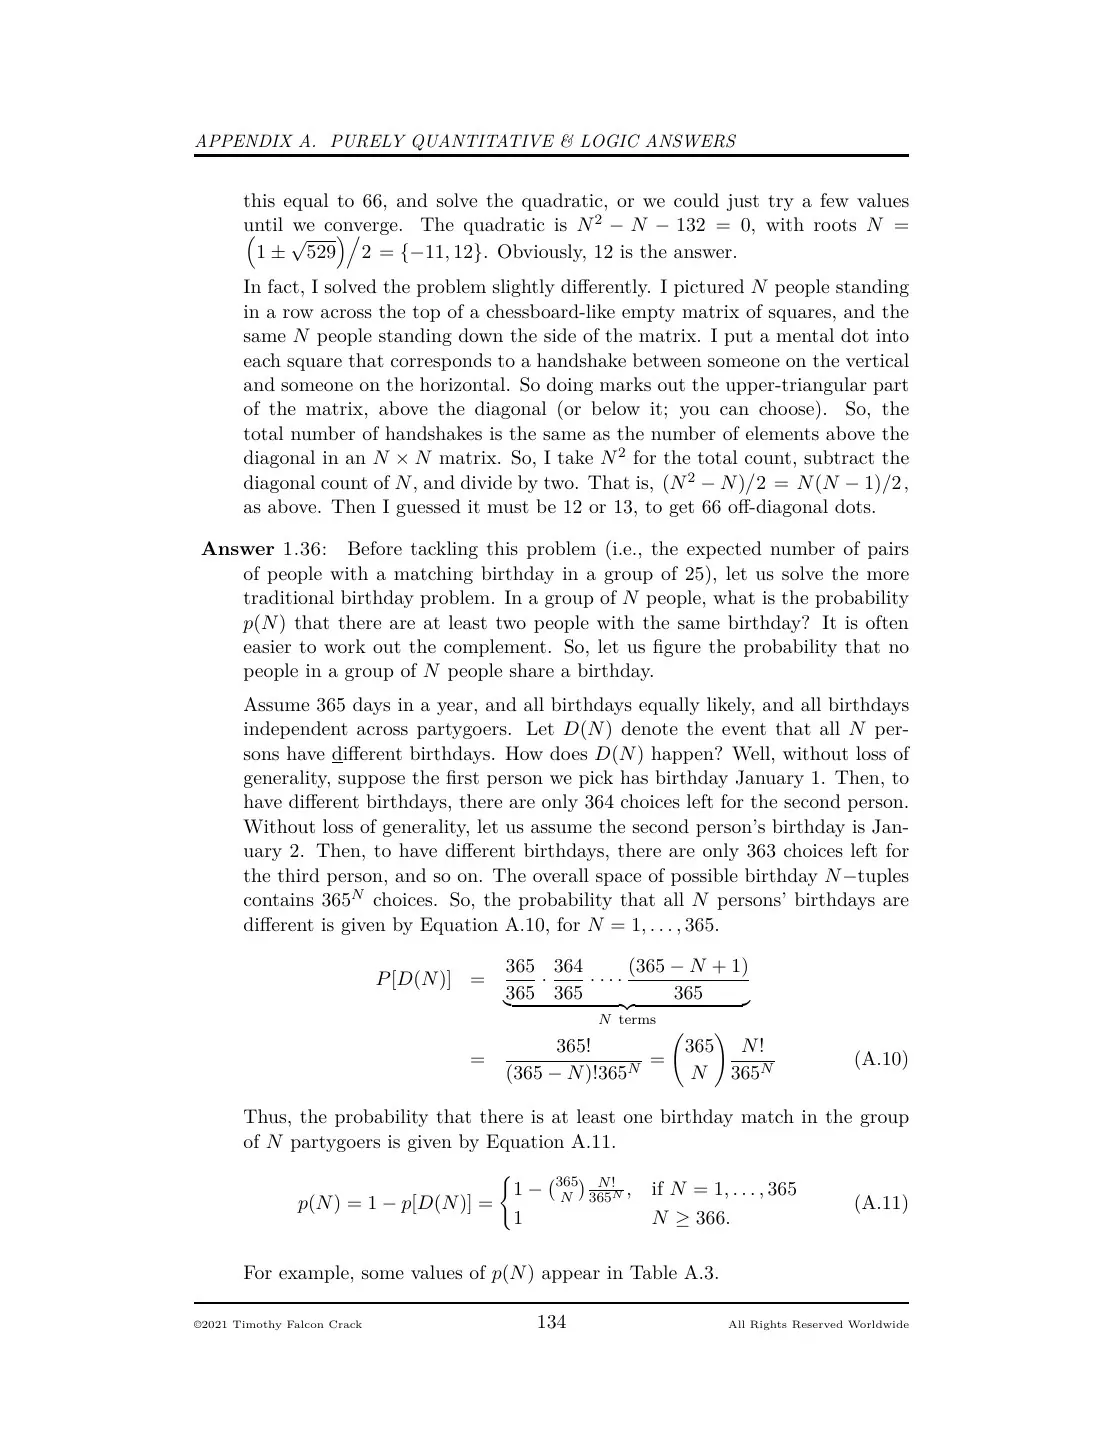 APPENDIX A. PURELY QUANTITATIVE & LOGIC ANSWERS
this equal to 66, and solve the quadratic, or we could just try a few values
until we converge. The quadratic is N² − N − 132 = 0, with roots N =
(1 ± √529)/2 = {−11, 12}. Obviously, 12 is the answer.
In fact, I solved the problem slightly differently. I pictured N people standing
in a row across the top of a chessboard-like empty matrix of squares, and the
same N people standing down the side of the matrix. I put a mental dot into
each square that corresponds to a handshake between someone on the vertical
and someone on the horizontal. So doing marks out the upper-triangular part
of the matrix, above the diagonal (or below it; you can choose). So, the
total number of handshakes is the same as the number of elements above the
diagonal in an N × N matrix. So, I take N² for the total count, subtract the
diagonal count of N, and divide by two. That is, (N² − N)/2 = N(N − 1)/2,
as above. Then I guessed it must be 12 or 13, to get 66 off-diagonal dots.
Answer 1.36: Before tackling this problem (i.e., the expected number of pairs
of people with a matching birthday in a group of 25), let us solve the more
traditional birthday problem. In a group of N people, what is the probability
p(N) that there are at least two people with the same birthday? It is often
easier to work out the complement. So, let us figure the probability that no
people in a group of N people share a birthday.
Assume 365 days in a year, and all birthdays equally likely, and all birthdays
independent across partygoers. Let D(N) denote the event that all N per-
sons have different birthdays. How does D(N) happen? Well, without loss of
generality, suppose the first person we pick has birthday January 1. Then, to
have different birthdays, there are only 364 choices left for the second person.
Without loss of generality, let us assume the second person's birthday is Jan-
uary 2. Then, to have different birthdays, there are only 363 choices left for
the third person, and so on. The overall space of possible birthday N−tuples
contains 365^N choices. So, the probability that all N persons' birthdays are
different is given by Equation A.10, for N = 1, . . . , 365.
P[D(N)] = 365/365 · 364/365 · · · · (365 − N + 1)/365
N terms
= 365!/((365 − N)!365^N) = (365 N) N!/365^N (A.10)
Thus, the probability that there is at least one birthday match in the group
of N partygoers is given by Equation A.11.
p(N) = 1 − p[D(N)] = { 1 − (365 N) N!/365^N, if N = 1, . . . , 365
1 N ≥ 366. (A.11)
For example, some values of p(N) appear in Table A.3.
©2021 Timothy Falcon Crack 134 All Rights Reserved Worldwide